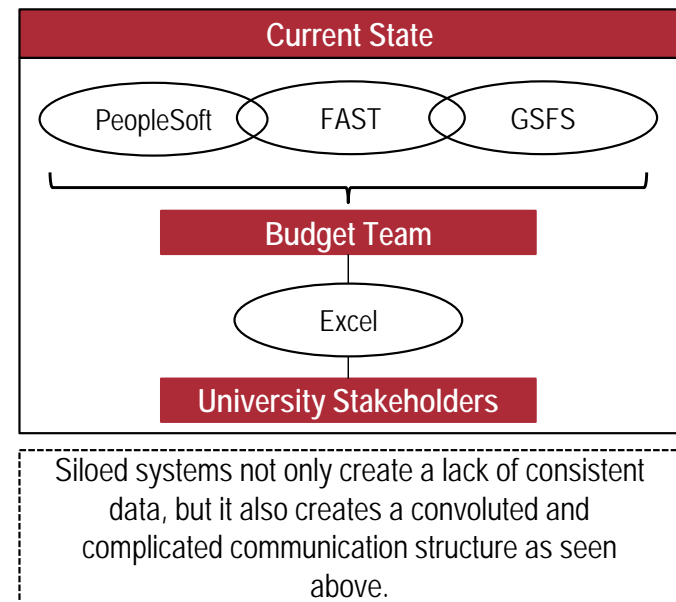 Current State
PeopleSoft FAST GSFS
Budget Team
Excel
University Stakeholders
Siloed systems not only create a lack of consistent
data, but it also creates a convoluted and
complicated communication structure as seen
above.